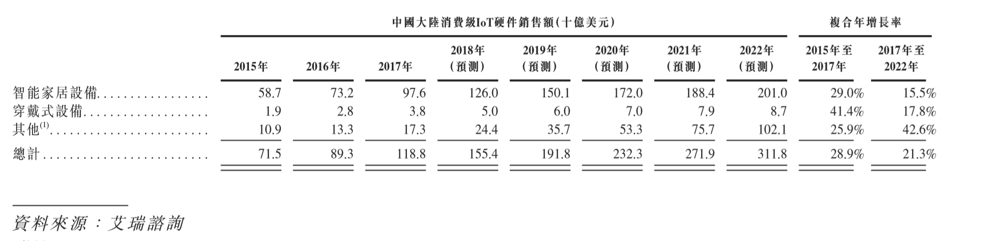 中國大陸消費級IoT硬件銷售額(十億美元) 複合年增長率
2018年 2019年 2020年 2021年 2022年 2015年至 2017年至
2015年 2016年 2017年 (預測) (預測) (預測) (預測) (預測) 2017年 2022年
智能家居設備................. 58.7 73.2 97.6 126.0 150.1 172.0 188.4 201.0 29.0% 15.5%
穿戴式設備................... 1.9 2.8 3.8 5.0 6.0 7.0 7.9 8.7 41.4% 17.8%
其他(1)........................ 10.9 13.3 17.3 24.4 35.7 53.3 75.7 102.1 25.9% 42.6%
總計......................... 71.5 89.3 118.8 155.4 191.8 232.3 271.9 311.8 28.9% 21.3%
資料來源：艾瑞諮詢